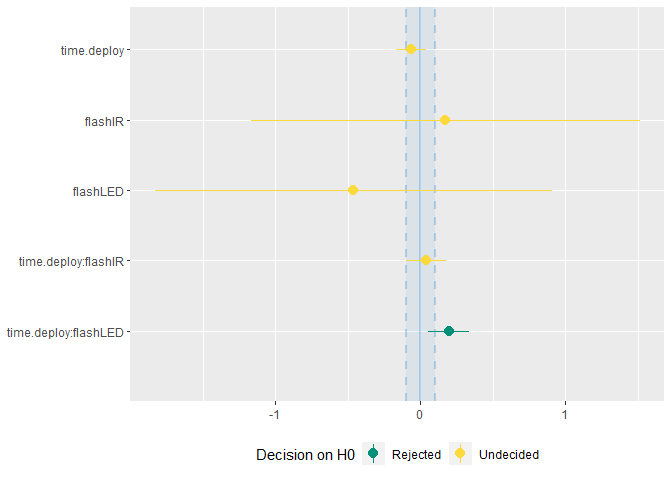 time.deploy
flashIR
flashLED
time.deploy:flashIR
time.deploy:flashLED
-1 0 1
Decision on H0 Rejected Undecided